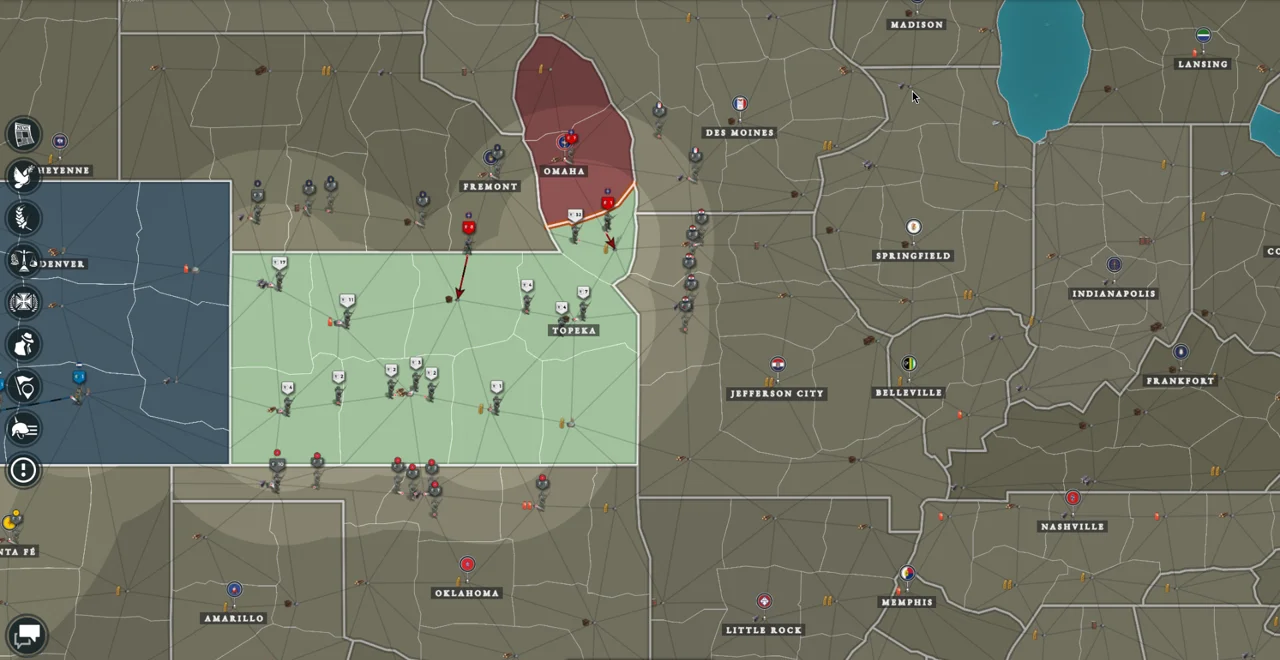 MADISON
LANSING
DES MOINES
HEYENNE
OMAHA
FREMONT
SPRINGFIELD
DENVER
INDIANAPOLIS
TOPEKA
FRANKFORT
JEFFERSON CITY
BELLEVILLE
NASHVILLE
NTA FÉ
OKLAHOMA
MEMPHIS
AMARILLO
LITTLE ROCK